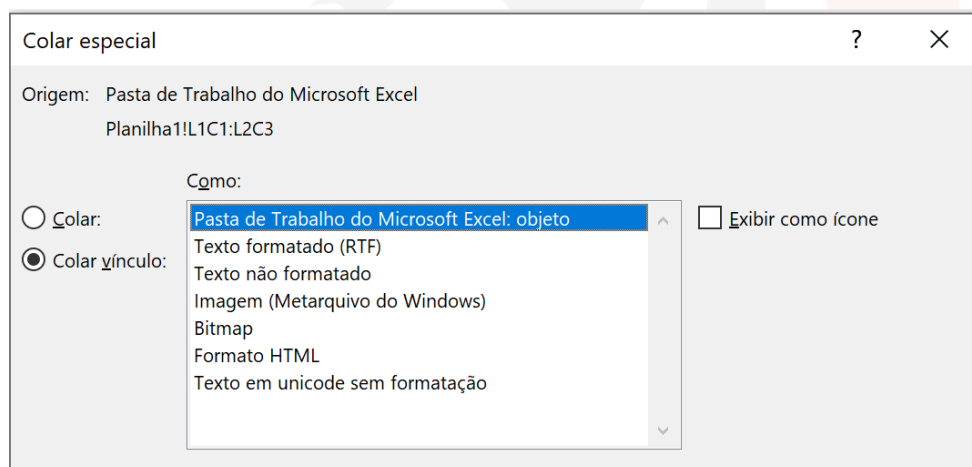 Colar especial ?
Origem: Pasta de Trabalho do Microsoft Excel
Planilha1!L1C1:L2C3
Como:
Colar:
Colar vínculo:
Pasta de Trabalho do Microsoft Excel: objeto
Texto formatado (RTF)
Texto não formatado
Imagem (Metarquivo do Windows)
Bitmap
Formato HTML
Texto em unicode sem formatação
Exibir como ícone